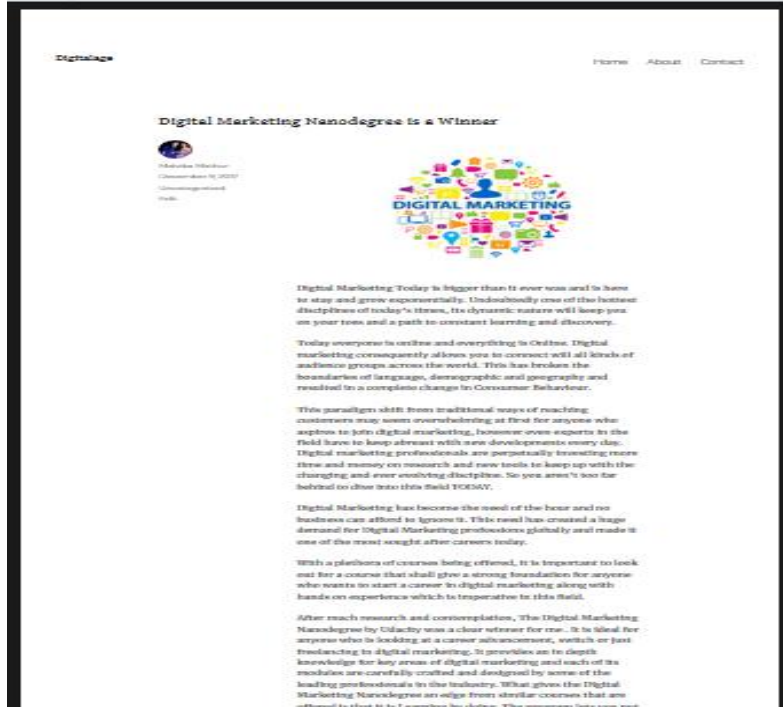 Digitalage
Home About Contact
Digital Marketing Nanodegree is a Winner
Uncategorized
Edit
DIGITAL MARKETING
Digital Marketing Today is bigger than it ever was and is here
to stay and grow exponentially. Undoubtedly one of the hottest
disciplines of today's times, its dynamic nature will keep you
on your toes and a path to constant learning and discovery.
Today everyone is online and everything is Online. Digital
marketing consequently allows you to connect will all kinds of
audience groups across the world. This has broken the
boundaries of language, demographic and geography and
resulted in a complete change in Consumer Behaviour.
This paradigm shift from traditional ways of reaching
customers may seem overwhelming at first for anyone who
aspires to join digital marketing, however even experts in the
field have to keep abreast with new developments every day.
Digital marketing professionals are perpetually investing more
time and money on research and new tools to keep up with the
changing and ever evolving discipline. So you aren't too far
behind to dive into this field TODAY.
Digital Marketing has become the need of the hour and no
business can afford to ignore it. This need has created a huge
demand for Digital Marketing professions globally and made it
one of the most sought after careers today.
With a plethora of courses being offered, it is important to look
out for a course that shall give a strong foundation for anyone
who wants to start a career in digital marketing along with
hands on experience which is imperative in this field.
After much research and contemplation, The Digital Marketing
Nanodegree by Udacity was a clear winner for me. It is ideal for
anyone who is looking at a career advancement, switch or just
freelancing in digital marketing. It provides an in depth
knowledge for key areas of digital marketing and each of its
modules are carefully crafted and designed by some of the
leading professionals in the industry. What gives the Digital
Marketing Nanodegree an edge from similar courses that are